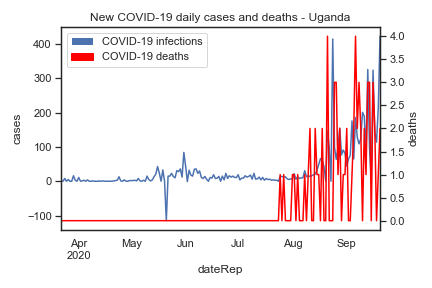 New COVID-19 daily cases and deaths - Uganda
COVID-19 infections
COVID-19 deaths
cases
400
300
200
100
0
−100
deaths
4.0
3.5
3.0
2.5
2.0
1.5
1.0
0.5
0.0
Apr
2020
May
Jun
Jul
Aug
Sep
dateRep